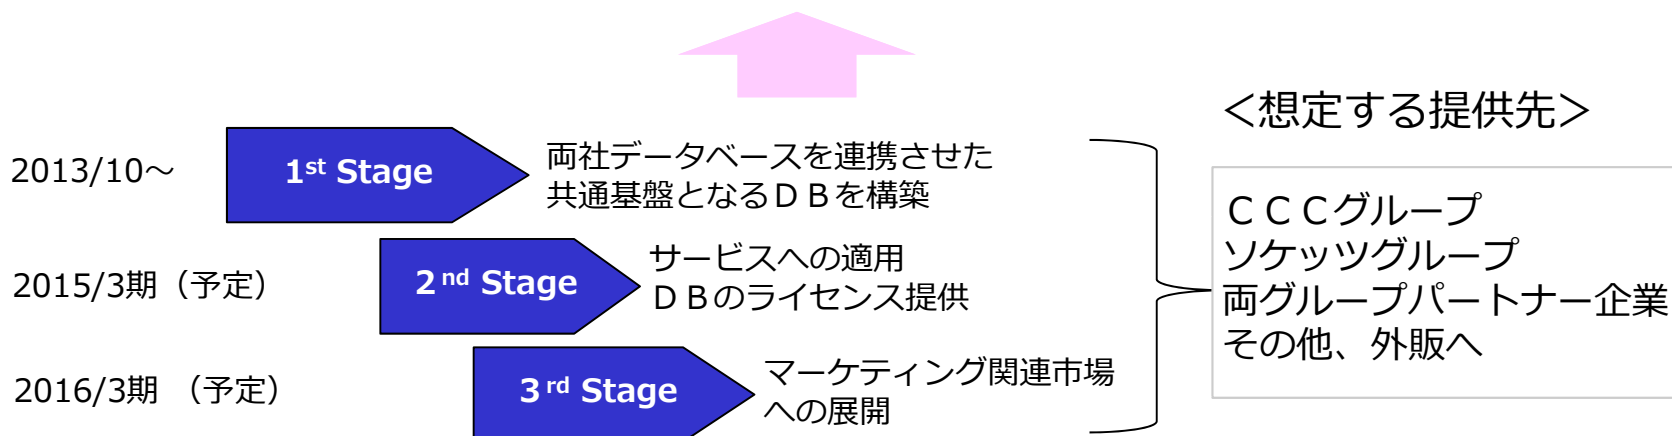 ＜想定する提供先＞
2013/10～
1st Stage
両社データベースを連携させた
共通基盤となるＤＢを構築
2015/3期（予定）
2nd Stage
サービスへの適用
ＤＢのライセンス提供
2016/3期 （予定）
3rd Stage
マーケティング関連市場
への展開
ＣＣＣグループ
ソケッツグループ
両グループパートナー企業
その他、外販へ